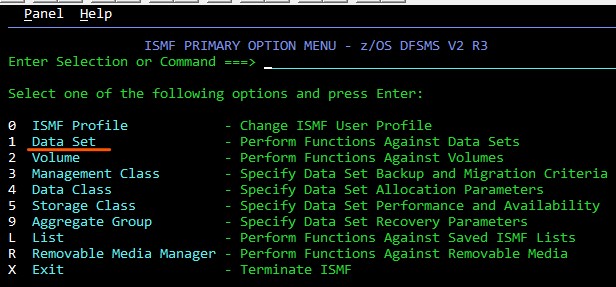 Panel  Help
ISMF PRIMARY OPTION MENU - z/OS DFSMS V2 R3
Enter Selection or Command ===> _
Select one of the following options and press Enter:
0  ISMF Profile            - Change ISMF User Profile
1  Data Set                - Perform Functions Against Data Sets
2  Volume                  - Perform Functions Against Volumes
3  Management Class        - Specify Data Set Backup and Migration Criteria
4  Data Class              - Specify Data Set Allocation Parameters
5  Storage Class           - Specify Data Set Performance and Availability
9  Aggregate Group         - Specify Data Set Recovery Parameters
L  List                    - Perform Functions Against Saved ISMF Lists
R  Removable Media Manager - Perform Functions Against Removable Media
X  Exit                    - Terminate ISMF